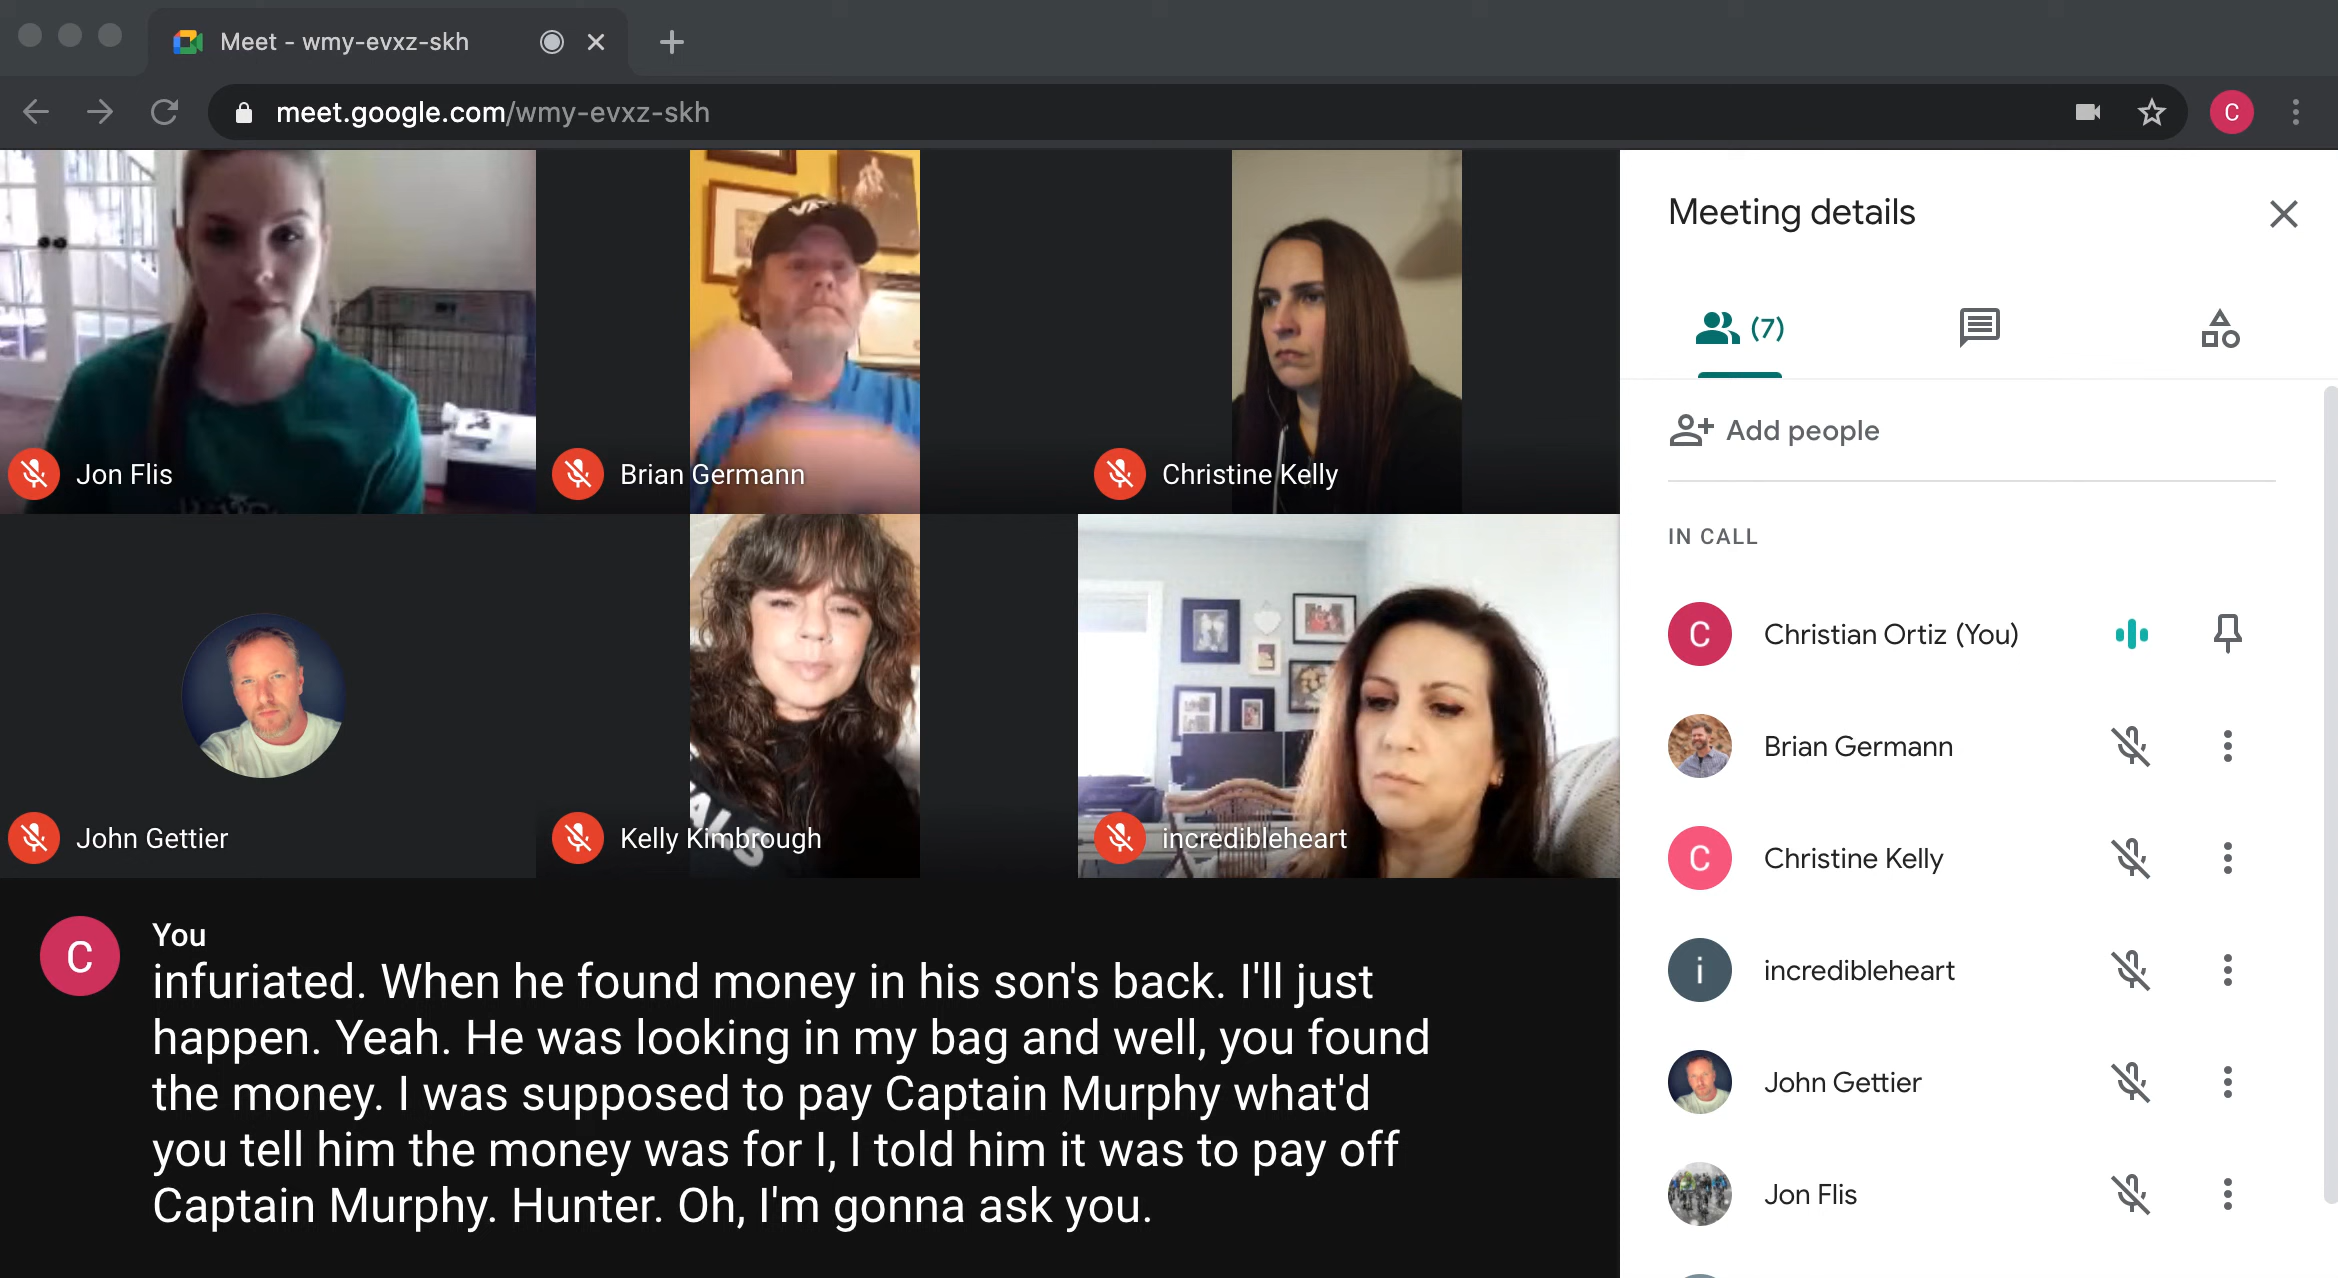 Meet - wmy-evxz-skh
meet.google.com/wmy-evxz-skh
C
Jon Flis
Brian Germann
Christine Kelly
John Gettier
Kelly Kimbrough
incredibleheart
C
You
infuriated. When he found money in his son's back. I'll just
happen. Yeah. He was looking in my bag and well, you found
the money. I was supposed to pay Captain Murphy what'd
you tell him the money was for I, I told him it was to pay off
Captain Murphy. Hunter. Oh, I'm gonna ask you.
Meeting details
(7)
Add people
IN CALL
C
Christian Ortiz (You)
Brian Germann
C
Christine Kelly
i
incredibleheart
John Gettier
Jon Flis